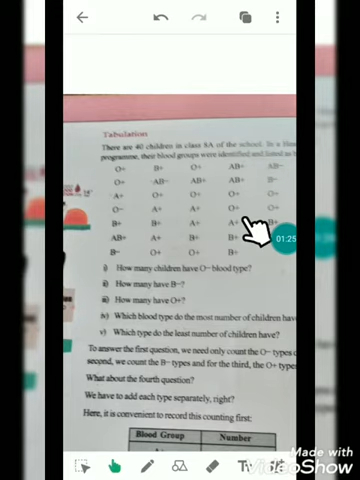 Tabulation
There are 40 children in class 8A of the school. In a Hea
programme, their blood groups were identified and listed as b
O+ B+ O+ AB+ AB-
O+ AB- AB+ AB+ B-
A+ O+ O+ O+ O+
O- A+ A+ O+ O+
B+ B+ A+ A+ B+
AB+ A+ B+ B+
B- O+ O+ B+
1:25
i) How many children have O- blood type?
ii) How many have B-?
iii) How many have O+?
iv) Which blood type do the most number of children hav
v) Which type do the least number of children have?
To answer the first question, we need only count the O- types o
second, we count the B- types and for the third, the O+ type
What about the fourth question?
We have to add each type separately, right?
Here, it is convenient to record this counting first:
Blood Group Number
Made with
VideoShow